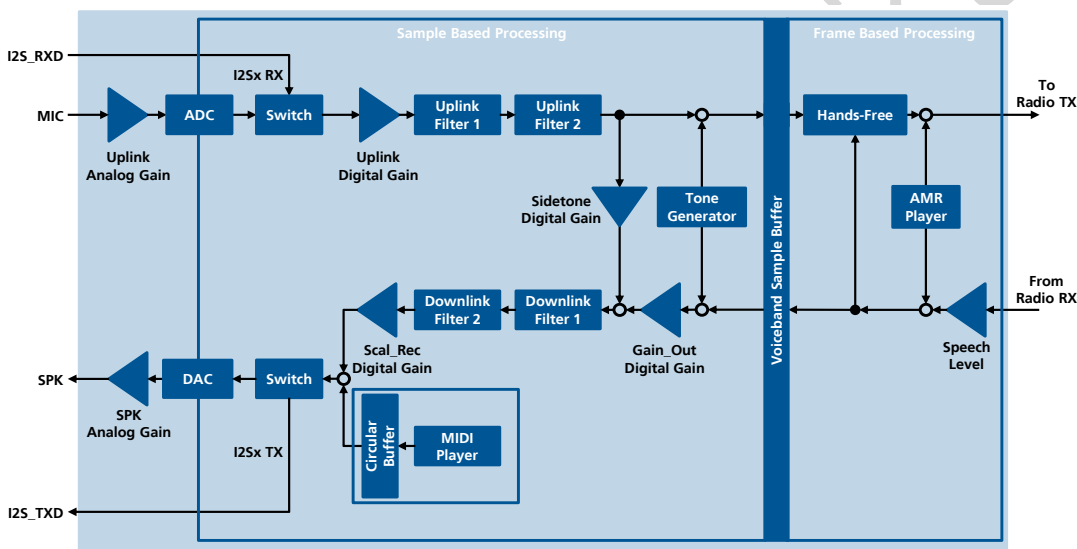 Sample Based Processing
Frame Based Processing
I2S_RXD
I2Sx RX
To
Radio TX
MIC
ADC
Switch
Uplink
Filter 1
Uplink
Filter 2
Hands-Free
Uplink
Analog Gain
Uplink
Digital Gain
Sidetone
Digital Gain
Tone
Generator
AMR
Player
Voiceband Sample Buffer
From
Radio RX
Downlink
Filter 2
Downlink
Filter 1
Scal_Rec
Digital Gain
Gain_Out
Digital Gain
Speech
Level
SPK
DAC
Switch
SPK
Analog Gain
I2Sx TX
Circular
Buffer
MIDI
Player
I2S_TXD